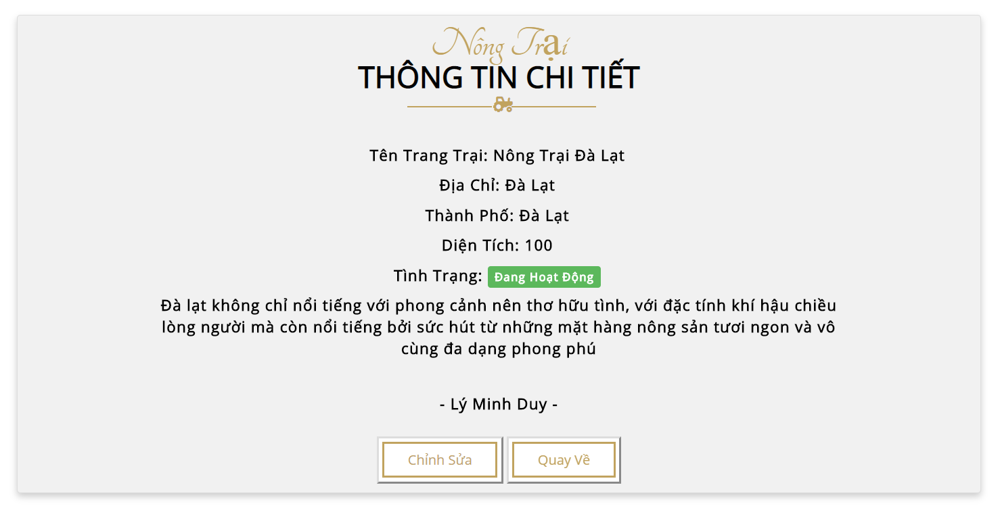 Nông Trại
THÔNG TIN CHI TIẾT
Tên Trang Trại: Nông Trại Đà Lạt
Địa Chỉ: Đà Lạt
Thành Phố: Đà Lạt
Diện Tích: 100
Tình Trạng: Đang Hoạt Động
Đà lạt không chỉ nổi tiếng với phong cảnh nên thơ hữu tình, với đặc tính khí hậu chiều
lòng người mà còn nổi tiếng bởi sức hút từ những mặt hàng nông sản tươi ngon và vô
cùng đa dạng phong phú
- Lý Minh Duy -
Chỉnh Sửa
Quay Về